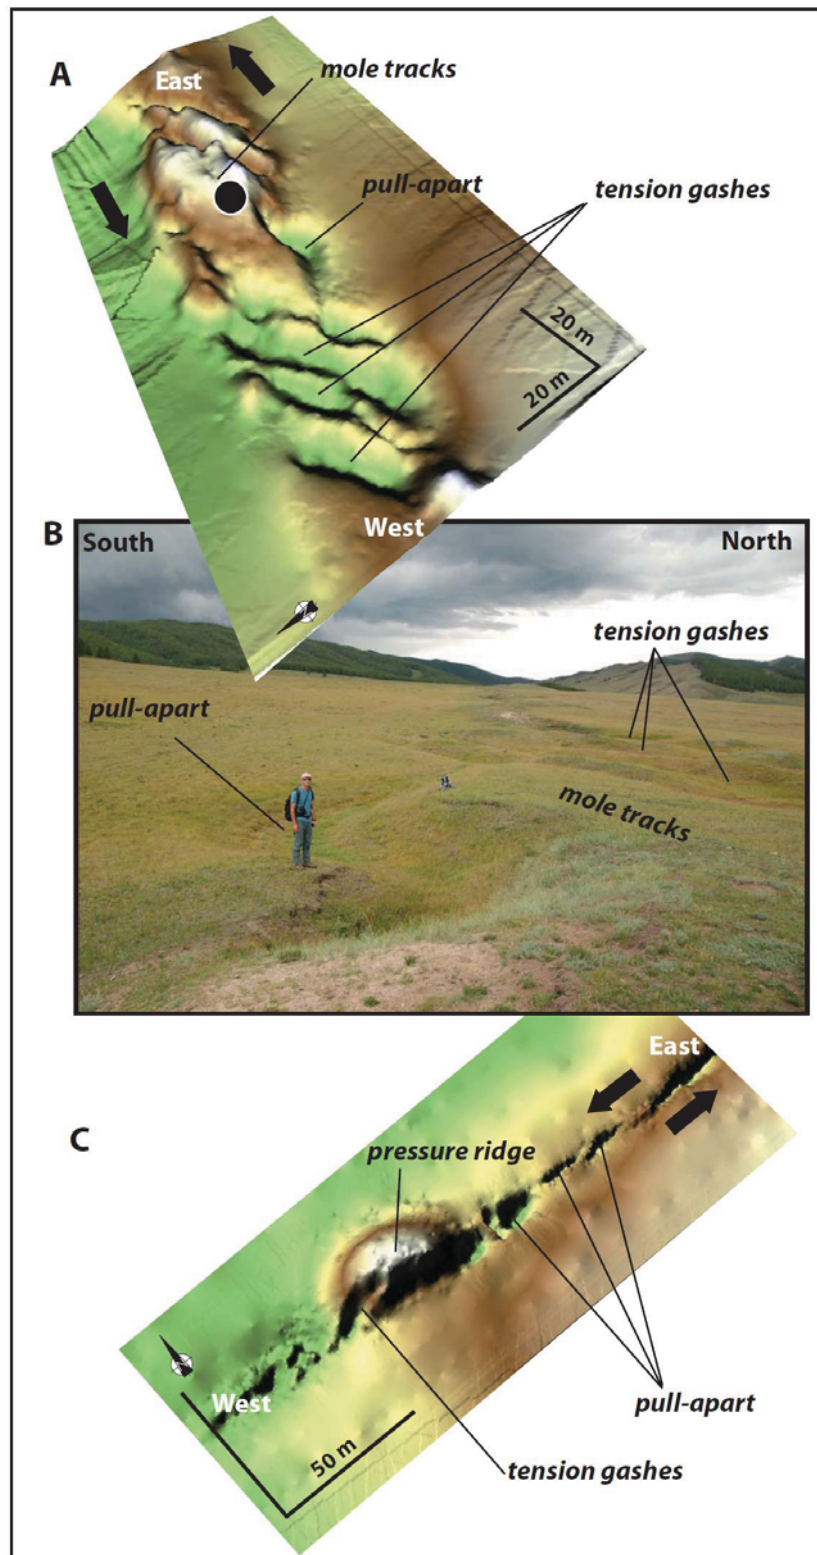 A
East
mole tracks
pull-apart
tension gashes
20 m
20 m
West
B
South
North
tension gashes
pull-apart
mole tracks
C
East
pressure ridge
West
pull-apart
50 m
tension gashes